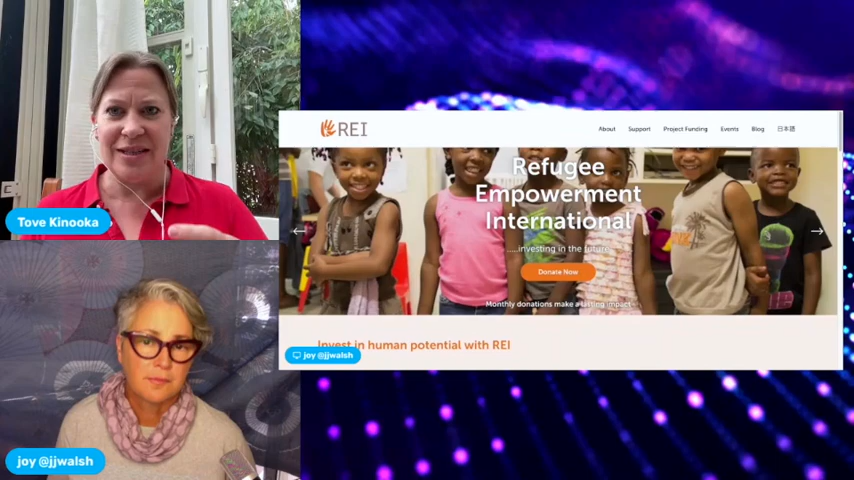 Tove Kinooka
joy @jjwalsh
REI
About Support Project Funding Events Blog 日本語
Refugee
Empowerment
International
.....investing in the future
Donate Now
Monthly donations make a lasting impact
Invest in human potential with REI
joy @jjwalsh